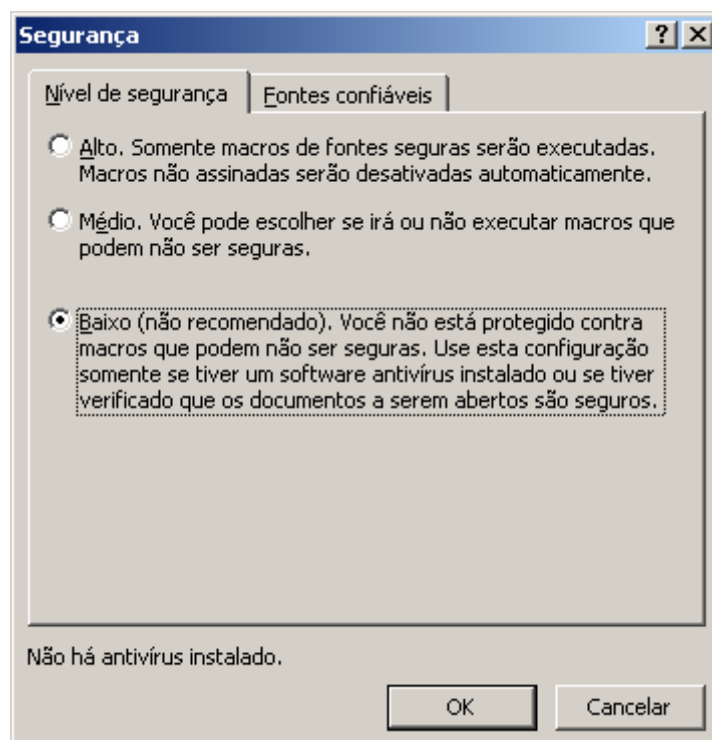 Segurança
Nível de segurança
Fontes confiáveis
Alto. Somente macros de fontes seguras serão executadas.
Macros não assinadas serão desativadas automaticamente.
Médio. Você pode escolher se irá ou não executar macros que
podem não ser seguras.
Baixo (não recomendado). Você não está protegido contra
macros que podem não ser seguras. Use esta configuração
somente se tiver um software antivírus instalado ou se tiver
verificado que os documentos a serem abertos são seguros.
Não há antivírus instalado.
OK
Cancelar